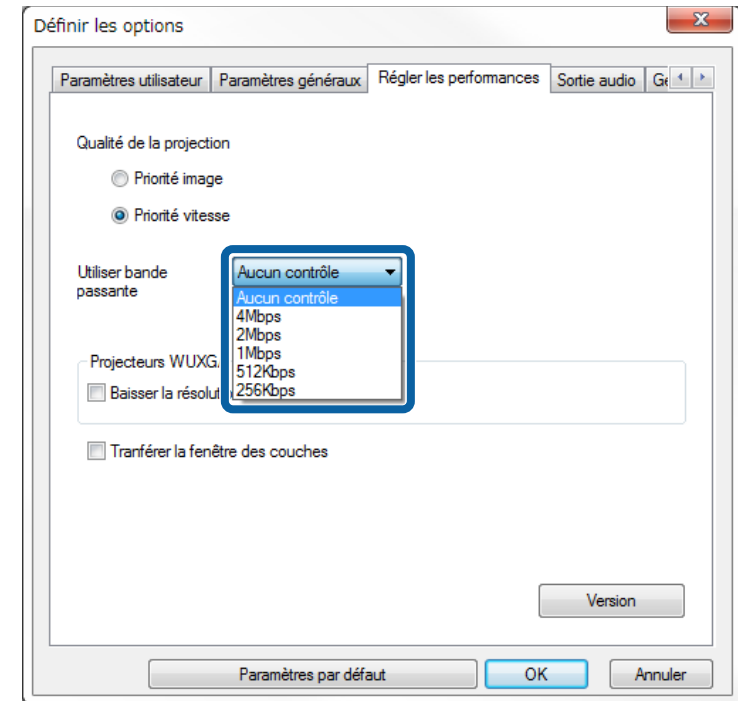 Définir les options
Paramètres utilisateur Paramètres généraux Régler les performances Sortie audio
Qualité de la projection
Priorité image
Priorité vitesse
Utiliser bande
passante
Aucun contrôle
Aucun contrôle
4Mbps
2Mbps
1Mbps
512Kbps
256Kbps
Projecteurs WUXG
Baisser la résolut
Tranférer la fenêtre des couches
Version
Paramètres par défaut OK Annuler